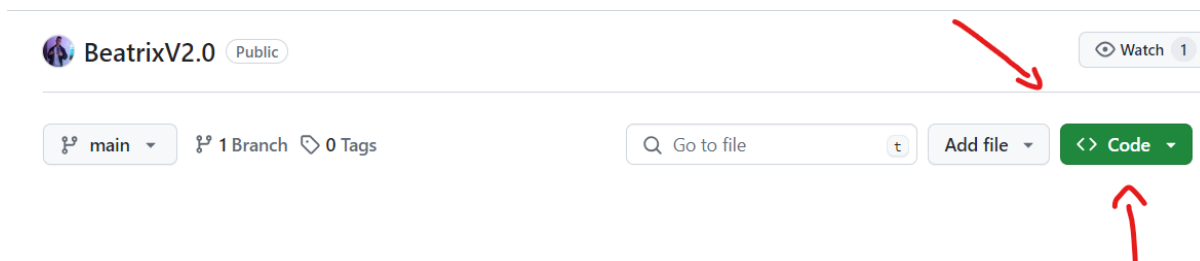 BeatrixV2.0 Public Watch 1
main 1 Branch 0 Tags Go to file t Add file <> Code